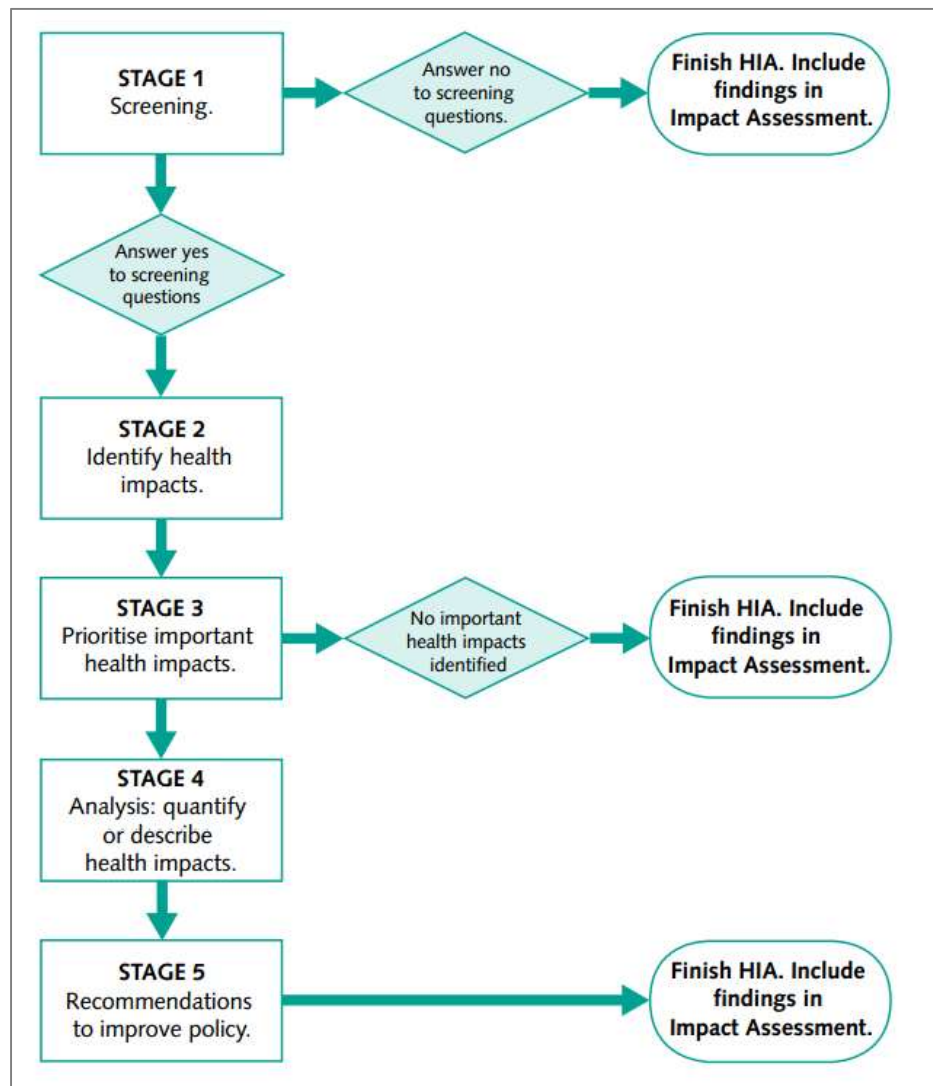 STAGE 1
Screening.
Answer no
to screening
questions.
Finish HIA. Include
findings in
Impact Assessment.
Answer yes
to screening
questions
STAGE 2
Identify health
impacts.
STAGE 3
Prioritise important
health impacts.
No important
health impacts
identified
Finish HIA. Include
findings in
Impact Assessment.
STAGE 4
Analysis: quantify
or describe
health impacts.
STAGE 5
Recommendations
to improve policy.
Finish HIA. Include
findings in
Impact Assessment.